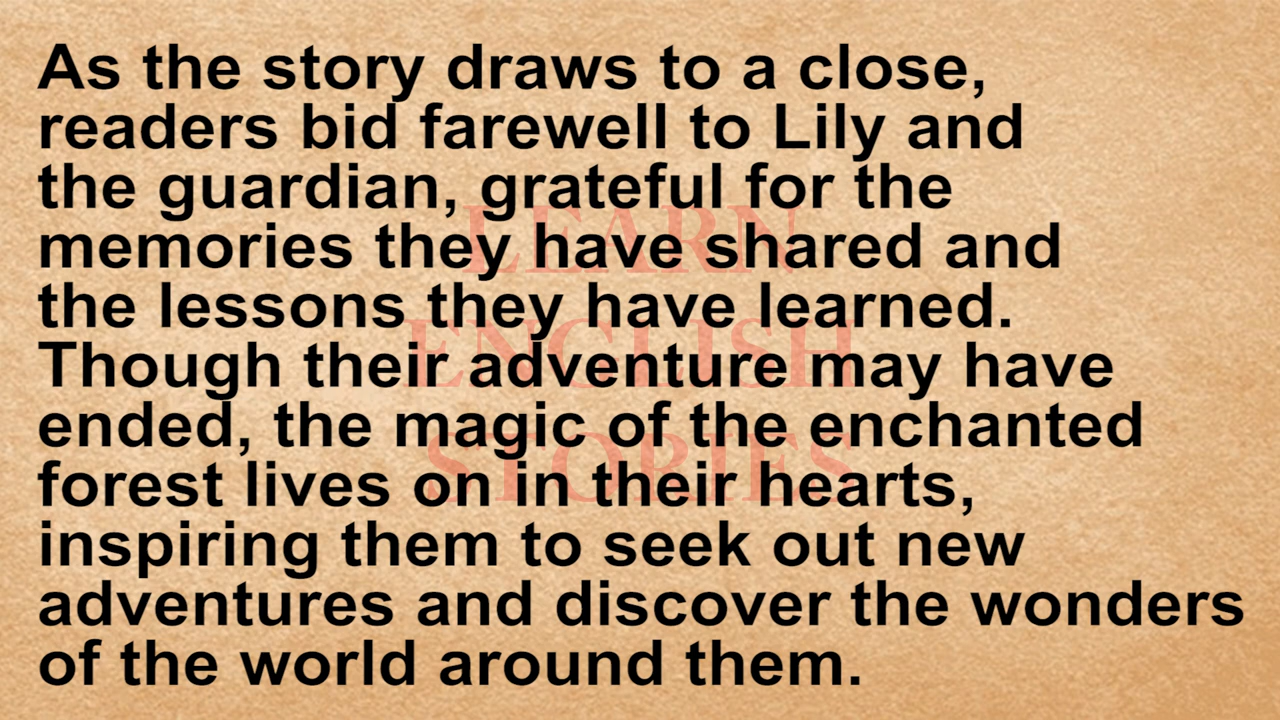 As the story draws to a close,
readers bid farewell to Lily and
the guardian, grateful for the
memories they have shared and
the lessons they have learned.
Though their adventure may have
ended, the magic of the enchanted
forest lives on in their hearts,
inspiring them to seek out new
adventures and discover the wonders
of the world around them.
LEARN
ENGLISH
STORIES